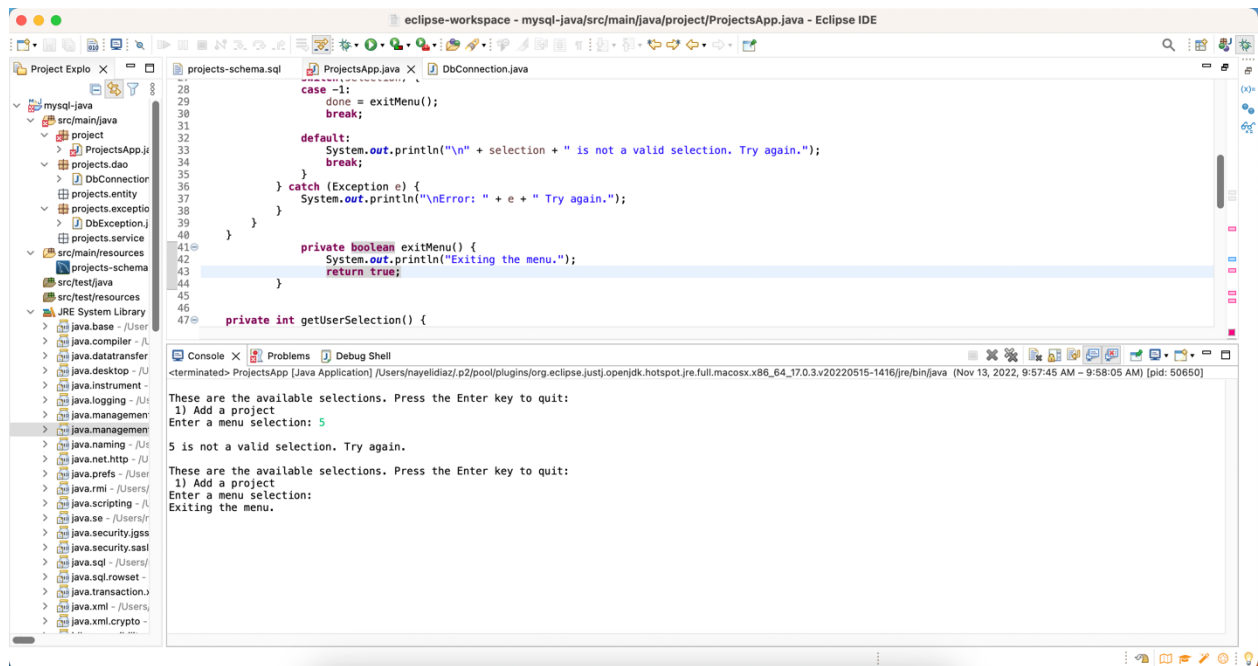 eclipse-workspace - mysql-java/src/main/java/project/ProjectsApp.java - Eclipse IDE
Project Explo
projects-schema.sql
ProjectsApp.java
DbConnection.java
mysql-java
src/main/java
project
ProjectsApp.ja
projects.dao
DbConnection
projects.entity
projects.exceptio
DbException.j
projects.service
src/main/resources
projects-schema
src/test/java
src/test/resources
JRE System Library
java.base - /User
java.compiler - /U
java.datatransfer
java.desktop - /U
java.instrument -
java.logging - /Us
java.managemen
java.managemen
java.naming - /Us
java.net.http - /U
java.prefs - /User
java.rmi - /Users/
java.scripting - /U
java.se - /Users/r
java.security.jgss
java.security.sasl
java.sql - /Users/
java.sql.rowset -
java.transaction.x
java.xml - /Users/
java.xml.crypto -
28 case -1:
29 done = exitMenu();
30 break;
31
32 default:
33 System.out.println("\n" + selection + " is not a valid selection. Try again.");
34 break;
35 }
36 } catch (Exception e) {
37 System.out.println("\nError: " + e + " Try again.");
38 }
39 }
40 }
41 private boolean exitMenu() {
42 System.out.println("Exiting the menu.");
43 return true;
44 }
45
46
47 private int getUserSelection() {
(x)=
Console
Problems
Debug Shell
<terminated> ProjectsApp [Java Application] /Users/nayelidiaz/.p2/pool/plugins/org.eclipse.justj.openjdk.hotspot.jre.full.macosx.x86_64_17.0.3.v20220515-1416/jre/bin/java (Nov 13, 2022, 9:57:45 AM – 9:58:05 AM) [pid: 50650]
These are the available selections. Press the Enter key to quit:
1) Add a project
Enter a menu selection: 5
5 is not a valid selection. Try again.
These are the available selections. Press the Enter key to quit:
1) Add a project
Enter a menu selection:
Exiting the menu.